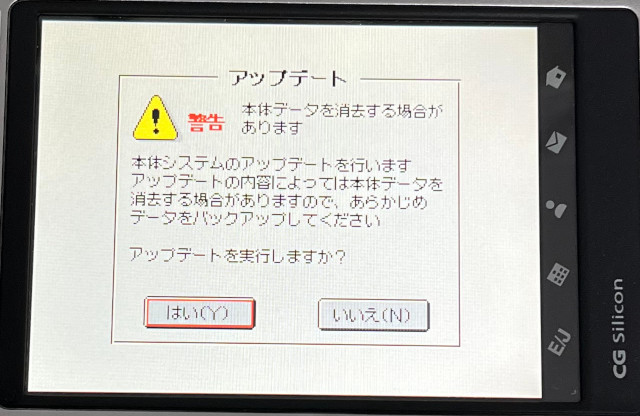 アップデート
警告
本体データを消去する場合が
あります
本体システムのアップデートを行います
アップデートの内容によっては本体データを
消去する場合がありますので、あらかじめ
データをバックアップしてください
アップデートを実行しますか？
はい(Y)
いいえ(N)
E/J
CG Silicon